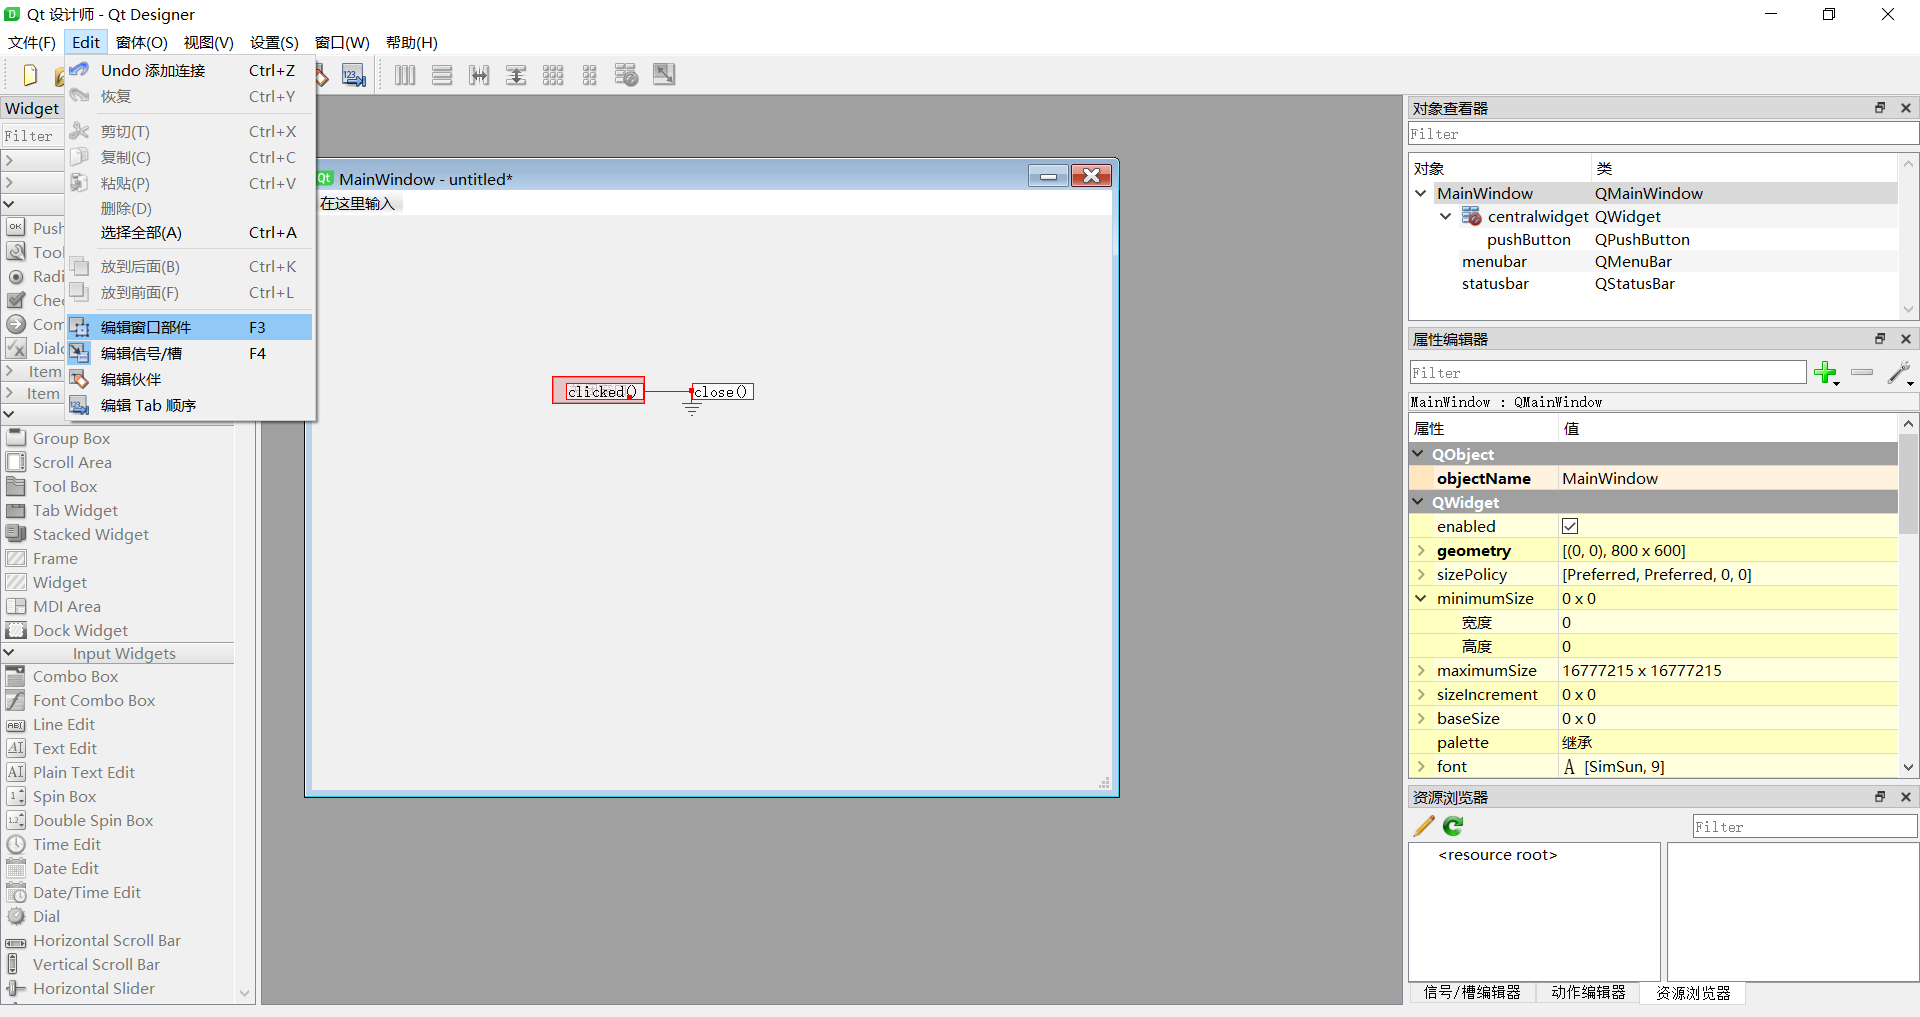 Qt 设计师 - Qt Designer
文件(F) Edit 窗体(O) 视图(V) 设置(S) 窗口(W) 帮助(H)
Undo 添加连接 Ctrl+Z
恢复 Ctrl+Y
剪切(T) Ctrl+X
复制(C) Ctrl+C
粘贴(P) Ctrl+V
删除(D)
选择全部(A) Ctrl+A
放到后面(B) Ctrl+K
放到前面(F) Ctrl+L
编辑窗口部件 F3
编辑信号/槽 F4
编辑伙伴
编辑 Tab 顺序
Widget
Filter
Push
Tool
Radi
Chec
Com
Dialo
Item
Item
Group Box
Scroll Area
Tool Box
Tab Widget
Stacked Widget
Frame
Widget
MDI Area
Dock Widget
Input Widgets
Combo Box
Font Combo Box
Line Edit
Text Edit
Plain Text Edit
Spin Box
Double Spin Box
Time Edit
Date Edit
Date/Time Edit
Dial
Horizontal Scroll Bar
Vertical Scroll Bar
Horizontal Slider
MainWindow - untitled*
在这里输入
clicked() close()
对象查看器
Filter
对象 类
MainWindow QMainWindow
centralwidget QWidget
pushButton QPushButton
menubar QMenuBar
statusbar QStatusBar
属性编辑器
Filter
MainWindow : QMainWindow
属性 值
QObject
objectName MainWindow
QWidget
enabled
geometry [(0, 0), 800 x 600]
sizePolicy [Preferred, Preferred, 0, 0]
minimumSize 0 x 0
宽度 0
高度 0
maximumSize 16777215 x 16777215
sizeIncrement 0 x 0
baseSize 0 x 0
palette 继承
font A [SimSun, 9]
资源浏览器
Filter
<resource root>
信号/槽编辑器 动作编辑器 资源浏览器